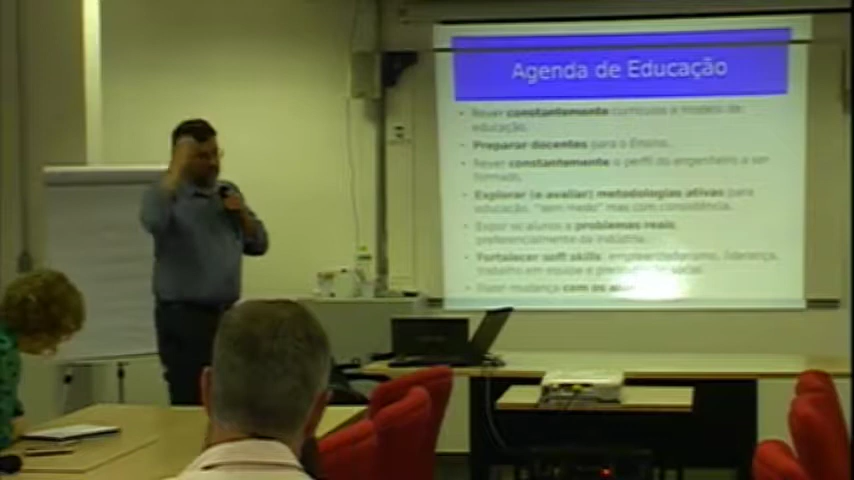 Agenda de Educação
• Rever constantemente currículos e modelo de
educação.
• Preparar docentes para o Ensino.
• Rever constantemente o perfil do engenheiro a ser
formado.
• Explorar (e avaliar) metodologias ativas para
educação, "sem medo" mas com consistência.
• Expor os alunos a problemas reais,
preferencialmente da indústria.
• Fortalecer soft skills: empreendedorismo, liderança,
trabalho em equipe e
• Fazer mudança com os